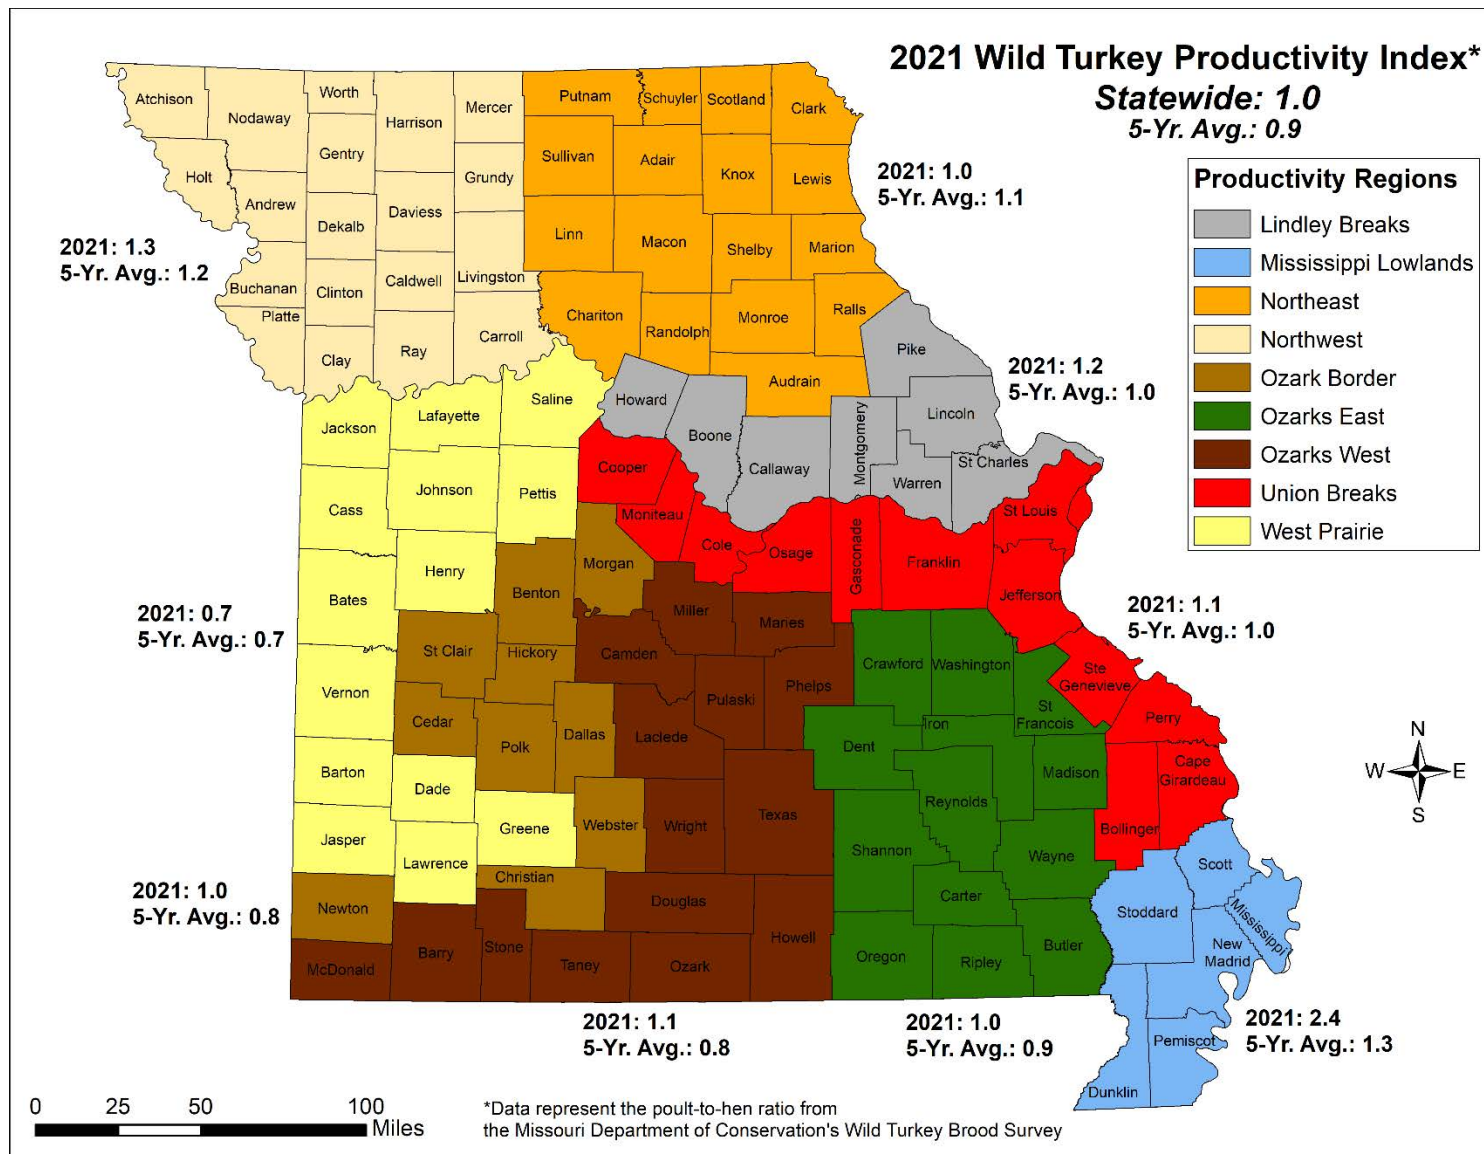 2021 Wild Turkey Productivity Index*
Statewide: 1.0
5-Yr. Avg.: 0.9
Productivity Regions
Lindley Breaks
Mississippi Lowlands
Northeast
Northwest
Ozark Border
Ozarks East
Ozarks West
Union Breaks
West Prairie
Atchison
Nodaway
Worth
Harrison
Mercer
Putnam
Schuyler
Scotland
Clark
Holt
Andrew
Gentry
Dekalb
Daviess
Grundy
Sullivan
Adair
Knox
Lewis
2021: 1.0
5-Yr. Avg.: 1.1
2021: 1.3
5-Yr. Avg.: 1.2
Buchanan
Clinton
Caldwell
Livingston
Linn
Macon
Shelby
Marion
Platte
Clay
Ray
Carroll
Chariton
Randolph
Monroe
Ralls
Audrain
Pike
2021: 1.2
5-Yr. Avg.: 1.0
Jackson
Lafayette
Saline
Howard
Boone
Callaway
Montgomery
Lincoln
Warren
St Charles
Cass
Johnson
Pettis
Cooper
Moniteau
Cole
Osage
Gasconade
Franklin
St Louis
Jefferson
Bates
Henry
Benton
Morgan
Miller
Maries
2021: 0.7
5-Yr. Avg.: 0.7
2021: 1.1
5-Yr. Avg.: 1.0
Vernon
St Clair
Hickory
Camden
Pulaski
Phelps
Crawford
Washington
St
Francois
Ste
Genevieve
Perry
Cedar
Polk
Dallas
Laclede
Dent
Iron
Reynolds
Madison
Bollinger
Cape
Girardeau
Barton
Dade
Jasper
Lawrence
Greene
Webster
Wright
Texas
Shannon
Wayne
Carter
Newton
Christian
Douglas
Howell
2021: 1.0
5-Yr. Avg.: 0.8
McDonald
Barry
Stone
Taney
Ozark
Oregon
Ripley
Butler
Stoddard
Scott
Mississippi
New
Madrid
Pemiscot
Dunklin
2021: 1.1
5-Yr. Avg.: 0.8
2021: 1.0
5-Yr. Avg.: 0.9
2021: 2.4
5-Yr. Avg.: 1.3
N
W E
S
0 25 50 100
Miles
*Data represent the poult-to-hen ratio from
the Missouri Department of Conservation's Wild Turkey Brood Survey